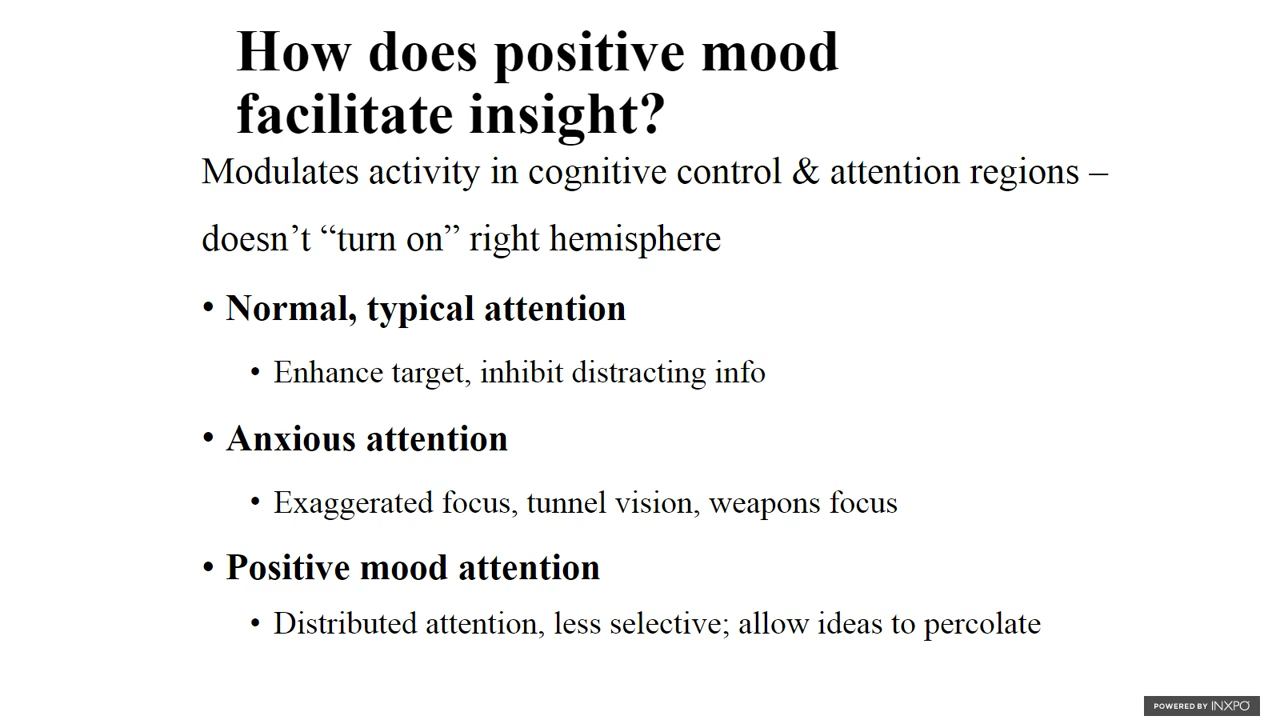 How does positive mood
facilitate insight?
Modulates activity in cognitive control & attention regions –
doesn’t “turn on” right hemisphere
• Normal, typical attention
• Enhance target, inhibit distracting info
• Anxious attention
• Exaggerated focus, tunnel vision, weapons focus
• Positive mood attention
• Distributed attention, less selective; allow ideas to percolate
POWERED BY INXPO